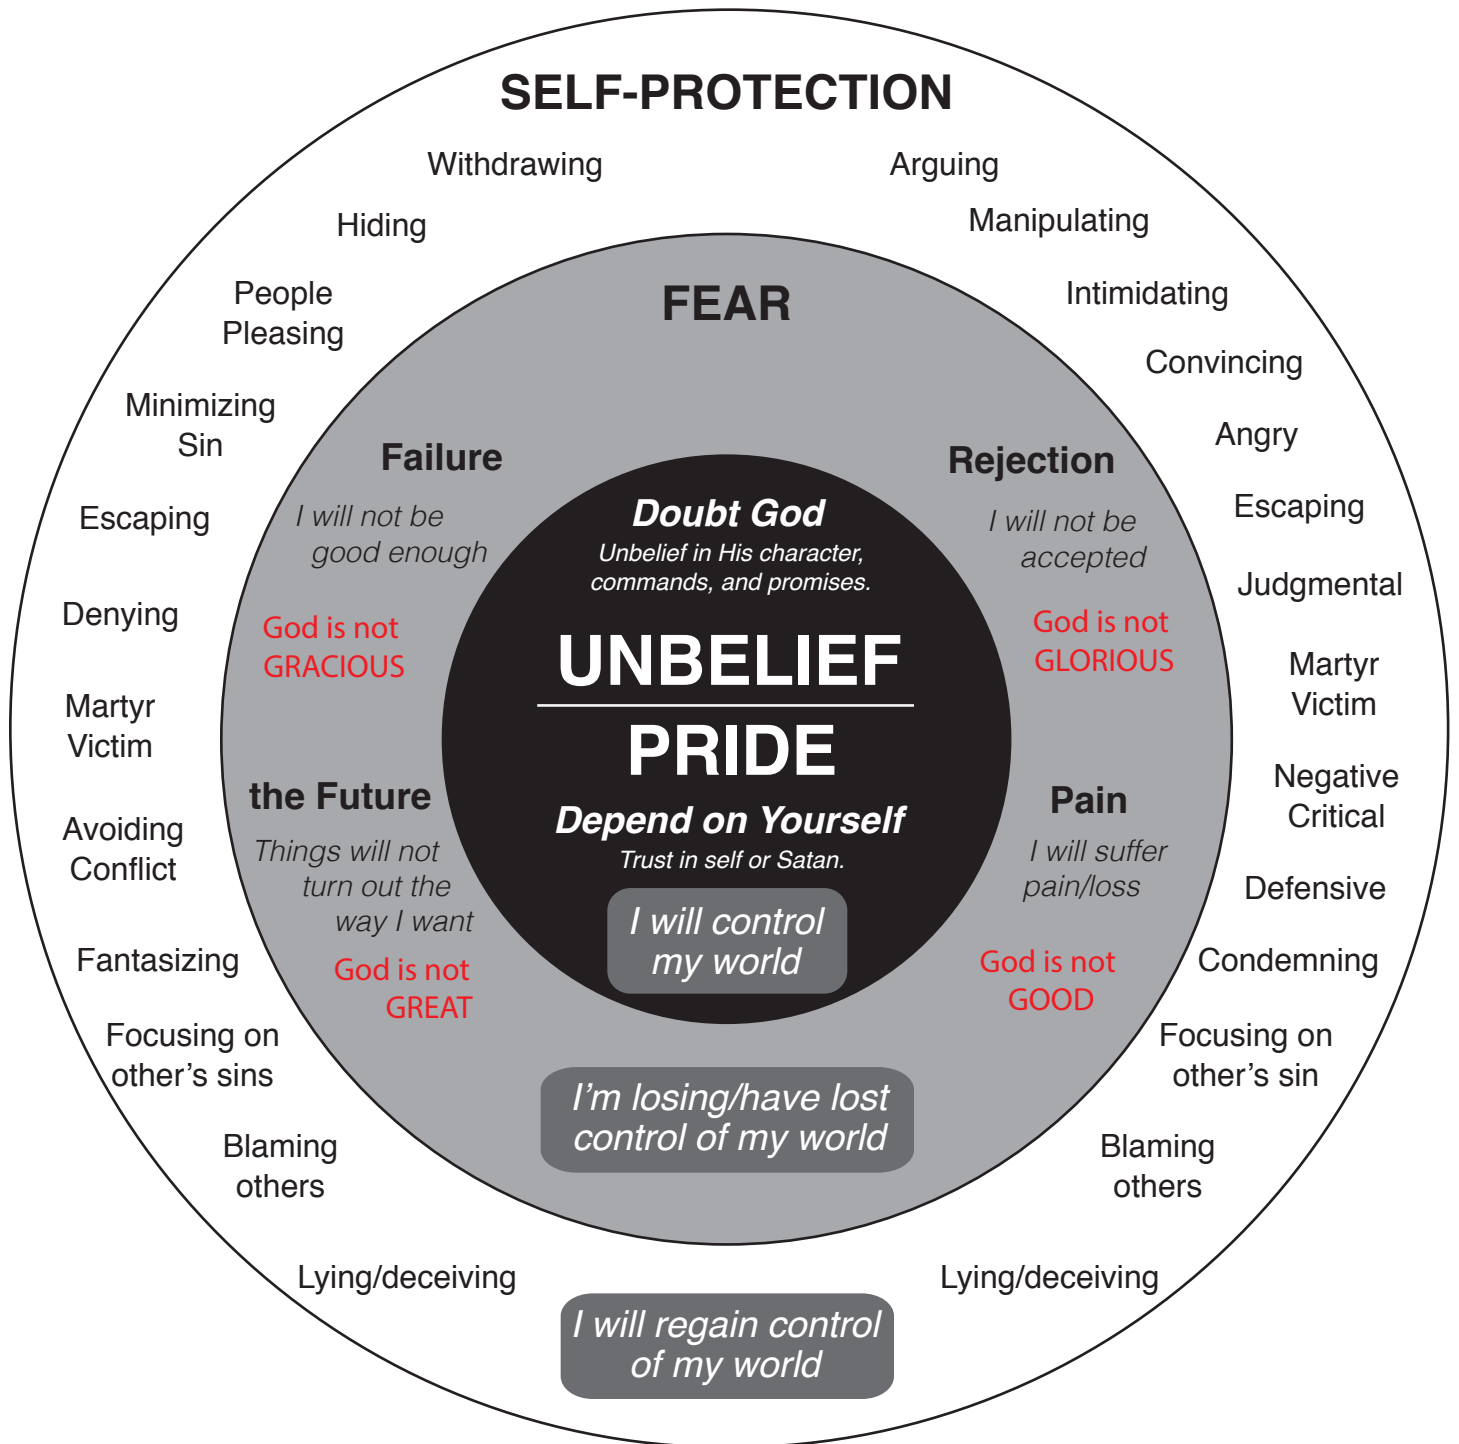 SELF-PROTECTION
Withdrawing
Hiding
People
Pleasing
Minimizing
Sin
Escaping
Denying
Martyr
Victim
Avoiding
Conflict
Fantasizing
Focusing on
other’s sins
Blaming
others
Lying/deceiving
Arguing
Manipulating
Intimidating
Convincing
Angry
Escaping
Judgmental
Martyr
Victim
Negative
Critical
Defensive
Condemning
Focusing on
other’s sin
Blaming
others
Lying/deceiving
I will regain control
of my world
FEAR
Failure
I will not be
good enough
God is not
GRACIOUS
the Future
Things will not
turn out the
way I want
God is not
GREAT
Rejection
I will not be
accepted
God is not
GLORIOUS
Pain
I will suffer
pain/loss
God is not
GOOD
I’m losing/have lost
control of my world
Doubt God
Unbelief in His character,
commands, and promises.
UNBELIEF
PRIDE
Depend on Yourself
Trust in self or Satan.
I will control
my world